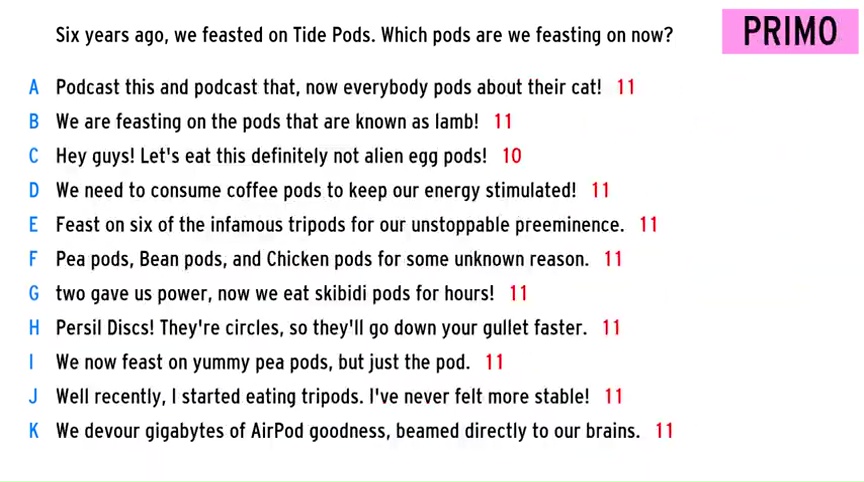 Six years ago, we feasted on Tide Pods. Which pods are we feasting on now?
PRIMO
A Podcast this and podcast that, now everybody pods about their cat! 11
B We are feasting on the pods that are known as lamb! 11
C Hey guys! Let's eat this definitely not alien egg pods! 10
D We need to consume coffee pods to keep our energy stimulated! 11
E Feast on six of the infamous tripods for our unstoppable preeminence. 11
F Pea pods, Bean pods, and Chicken pods for some unknown reason. 11
G two gave us power, now we eat skibidi pods for hours! 11
H Persil Discs! They're circles, so they'll go down your gullet faster. 11
I We now feast on yummy pea pods, but just the pod. 11
J Well recently, I started eating tripods. I've never felt more stable! 11
K We devour gigabytes of AirPod goodness, beamed directly to our brains. 11